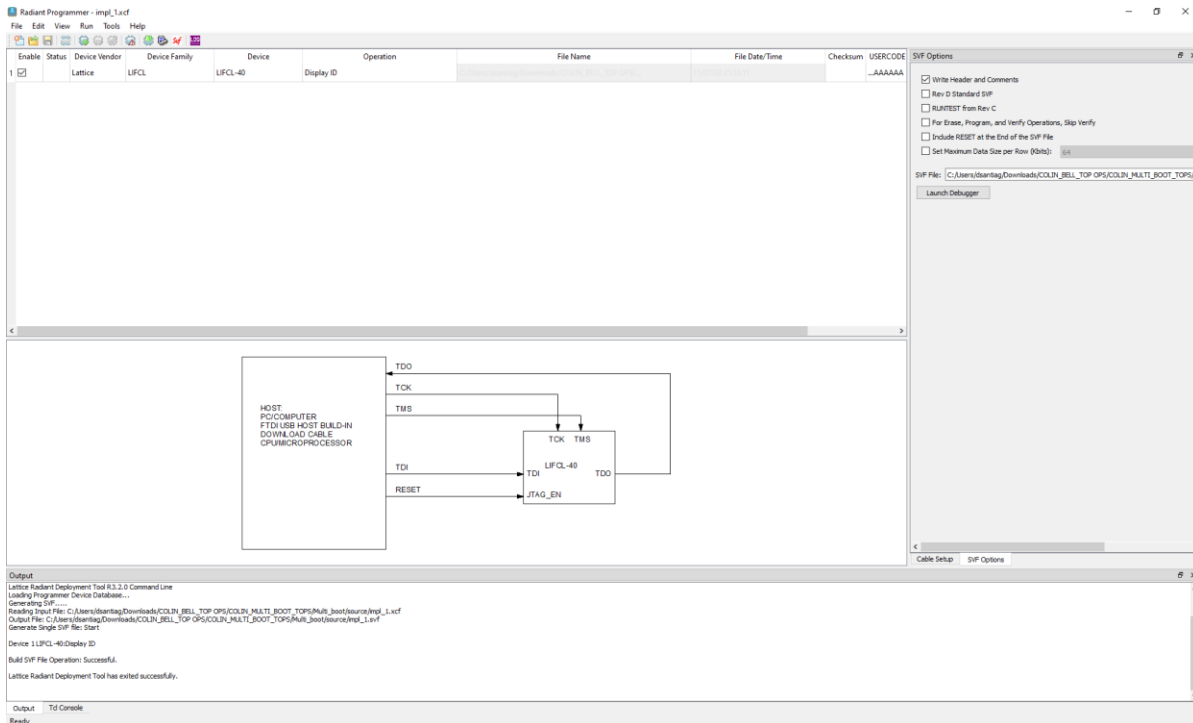 Radiant Programmer - impl_1.xcf
File Edit View Run Tools Help
Enable Status Device Vendor Device Family Device Operation File Name File Date/Time Checksum USERCODE
1 Lattice LIFCL LIFCL-40 Display ID ...AAAAAA
SVF Options
Write Header and Comments
Rev D Standard SVF
RUNTEST from Rev C
For Erase, Program, and Verify Operations, Skip Verify
Include RESET at the End of the SVF File
Set Maximum Data Size per Row (Kbits): 64
SVF File: C:/Users/dsantiag/Downloads/COLIN_BELL_TOP OPS/COLIN_MULTI_BOOT_TOPS/
Launch Debugger
Cable Setup SVF Options
HOST:
PC/COMPUTER
FTDI USB HOST BUILD-IN
DOWNLOAD CABLE
CPU/MICROPROCESSOR
TDO
TCK
TMS
TDI
RESET
TCK TMS
LIFCL-40
TDI TDO
JTAG_EN
Output
Lattice Radiant Deployment Tool R3.2.0 Command Line
Loading Programmer Device Database...
Generating SVF.....
Reading Input File: C:/Users/dsantiag/Downloads/COLIN_BELL_TOP OPS/COLIN_MULTI_BOOT_TOPS/Multi_boot/source/impl_1.xcf
Output File: C:/Users/dsantiag/Downloads/COLIN_BELL_TOP OPS/COLIN_MULTI_BOOT_TOPS/Multi_boot/source/impl_1.svf
Generate Single SVF file: Start
Device 1 LIFCL-40:Display ID
Build SVF File Operation: Successful.
Lattice Radiant Deployment Tool has exited successfully.
Output Tcl Console
Ready